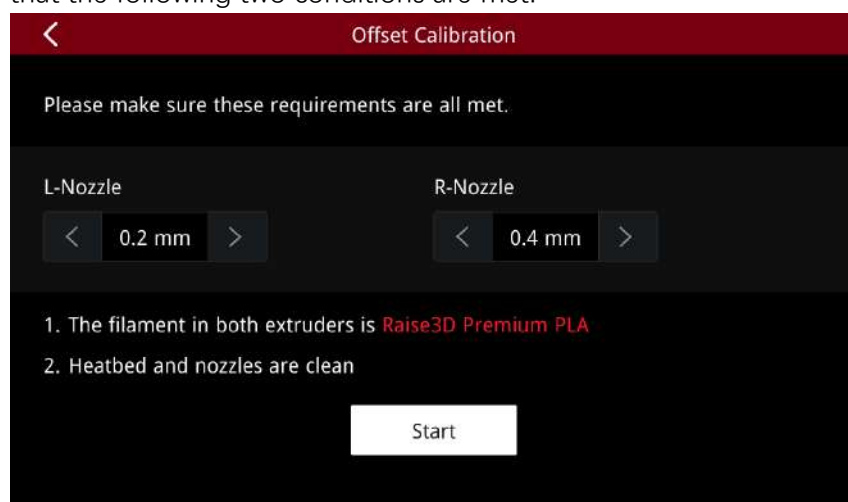 that the following two conditions are met.
Offset Calibration
Please make sure these requirements are all met.
L-Nozzle
R-Nozzle
0.2 mm
0.4 mm
1. The filament in both extruders is Raise3D Premium PLA
2. Heatbed and nozzles are clean
Start